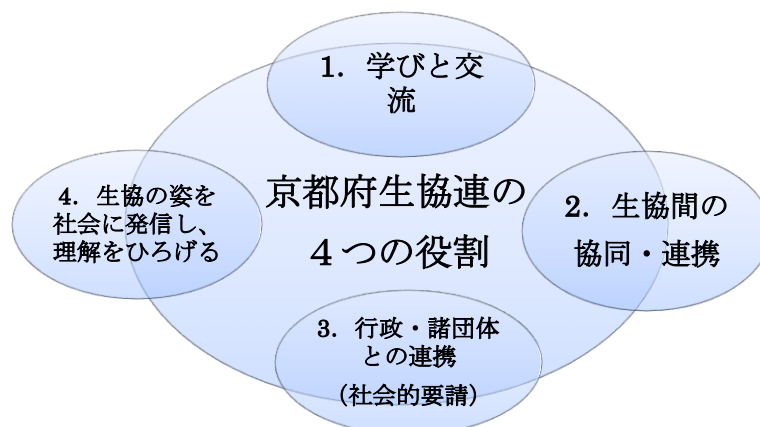 1．学びと交
流
京都府生協連の
４つの役割
2．生協間の
協同・連携
3．行政・諸団体
との連携
（社会的要請）
4．生協の姿を
社会に発信し、
理解をひろげる